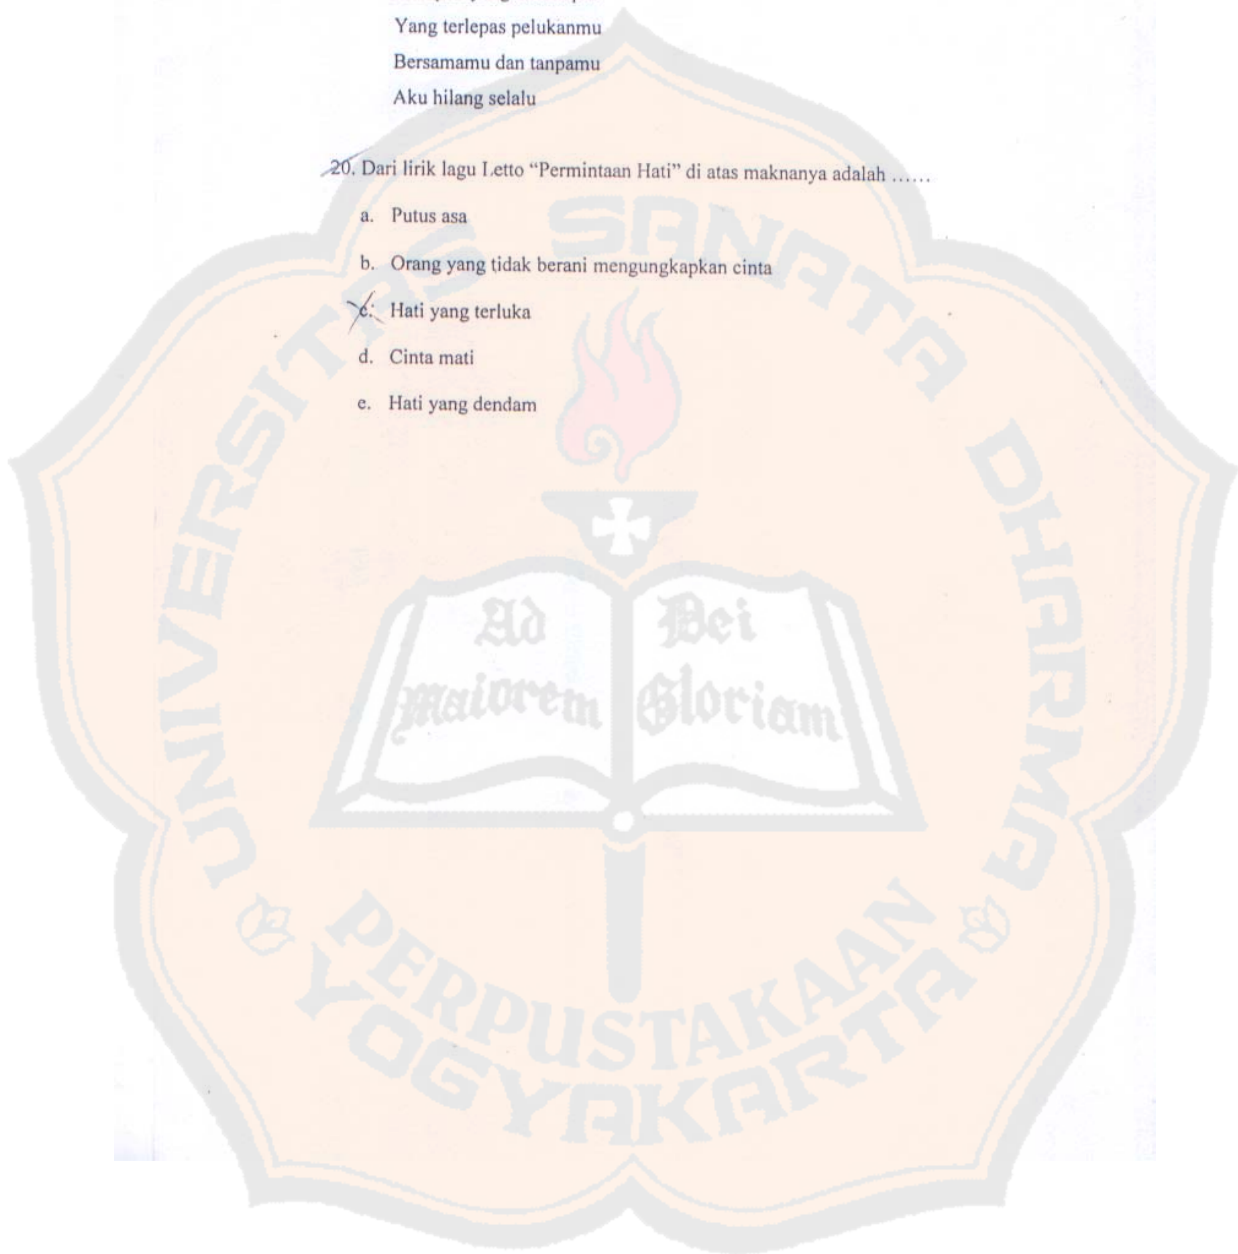 Yang terlepas pelukanmu
Bersamamu dan tanpamu
Aku hilang selalu
20. Dari lirik lagu Letto “Permintaan Hati” di atas maknanya adalah ......
a. Putus asa
b. Orang yang tidak berani mengungkapkan cinta
c. Hati yang terluka
d. Cinta mati
e. Hati yang dendam
UNIVERSITAS SANATA DHARMA
Ad Dei
Maiorem Gloriam
PERPUSTAKAAN
YOGYAKARTA